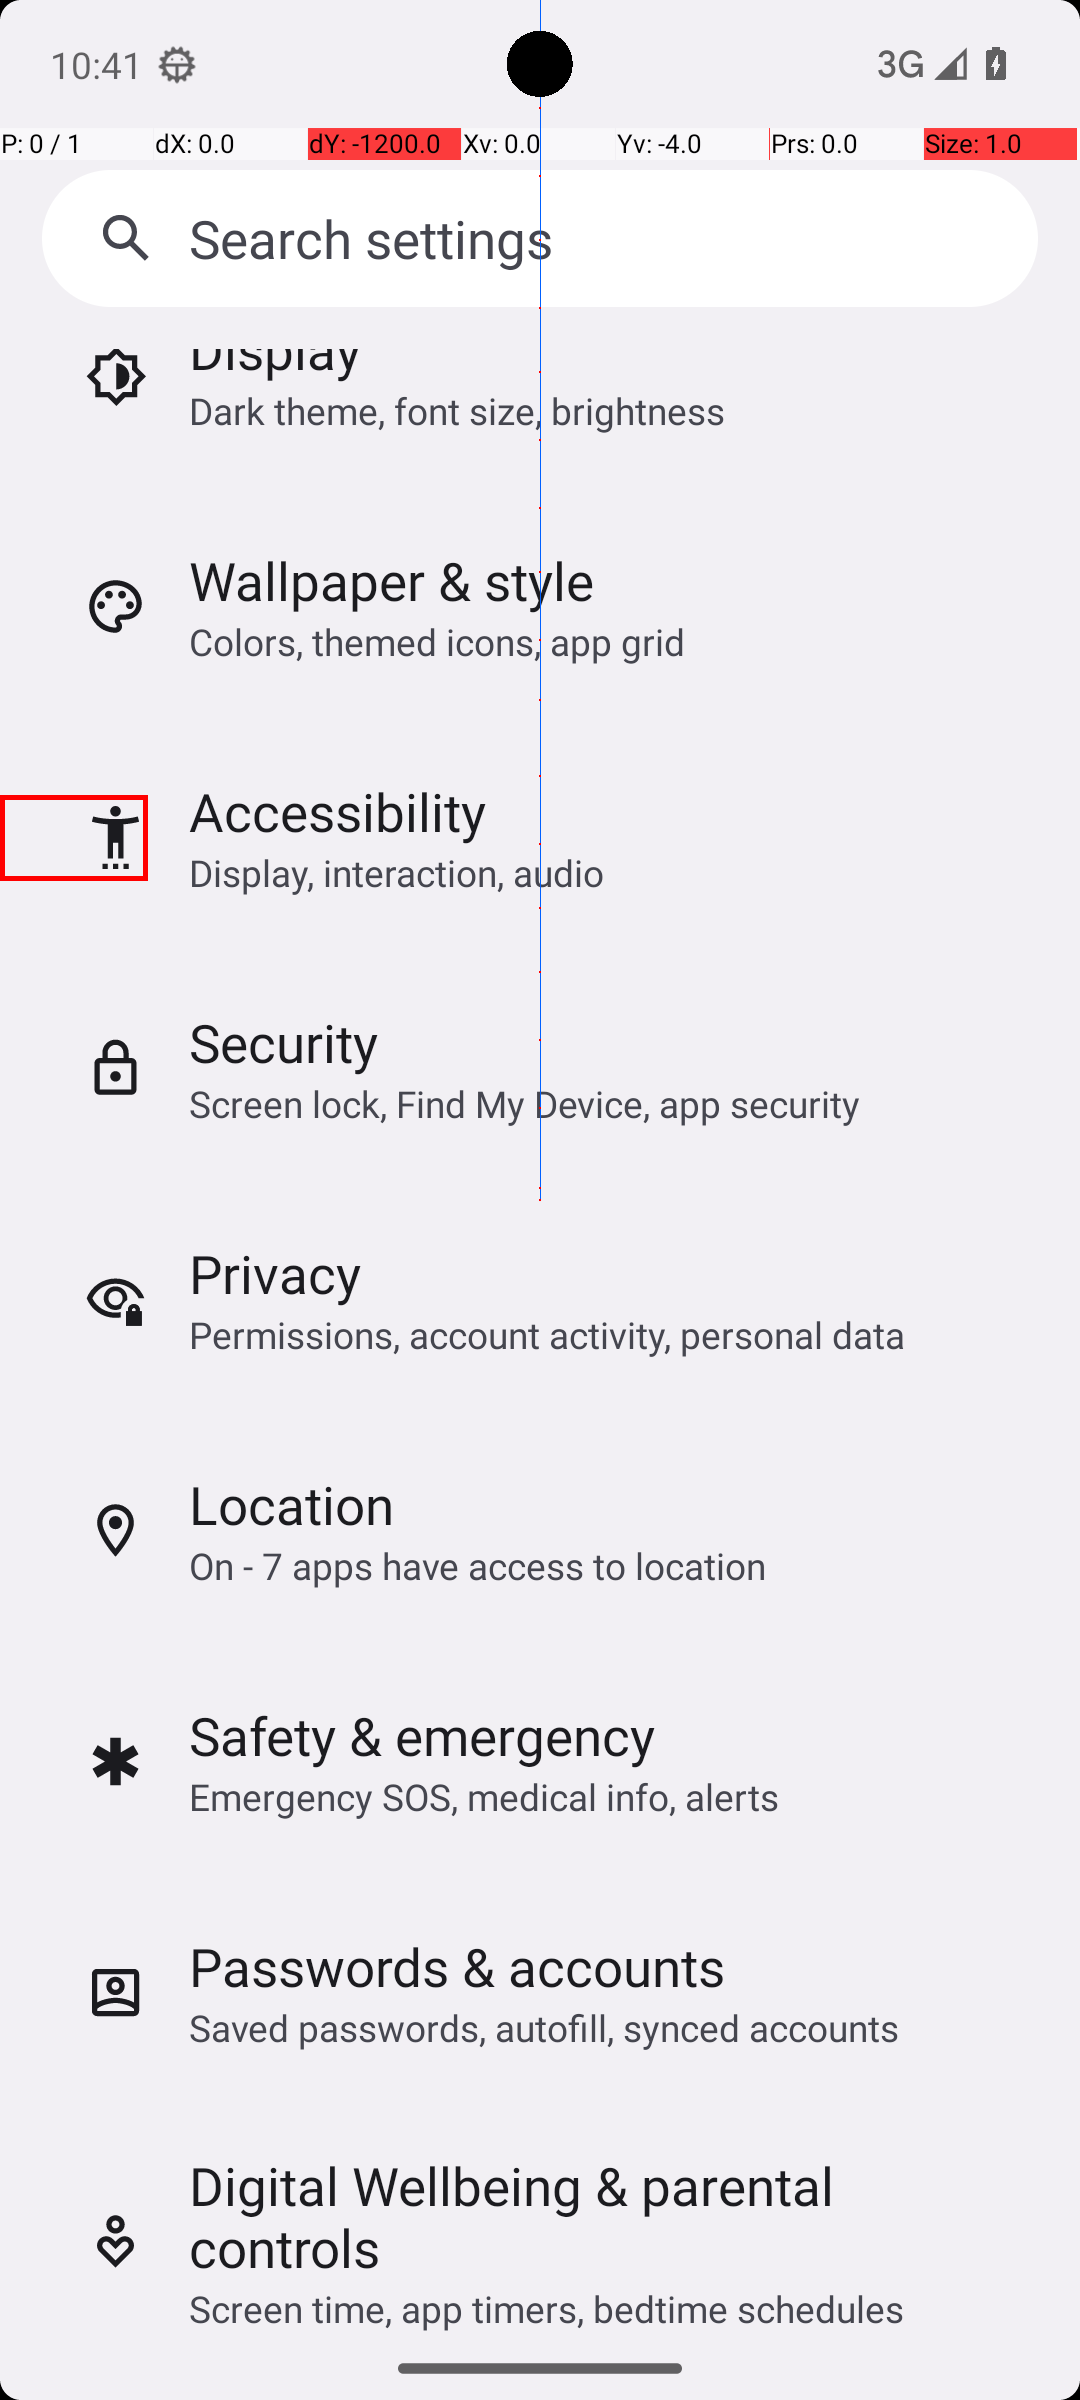 10:41
3G
P: 0 / 1 dX: 0.0 dY: -1200.0 Xv: 0.0 Yv: -4.0 Prs: 0.0 Size: 1.0
Search settings
Display
Dark theme, font size, brightness
Wallpaper & style
Colors, themed icons, app grid
Accessibility
Display, interaction, audio
Security
Screen lock, Find My Device, app security
Privacy
Permissions, account activity, personal data
Location
On - 7 apps have access to location
Safety & emergency
Emergency SOS, medical info, alerts
Passwords & accounts
Saved passwords, autofill, synced accounts
Digital Wellbeing & parental
controls
Screen time, app timers, bedtime schedules